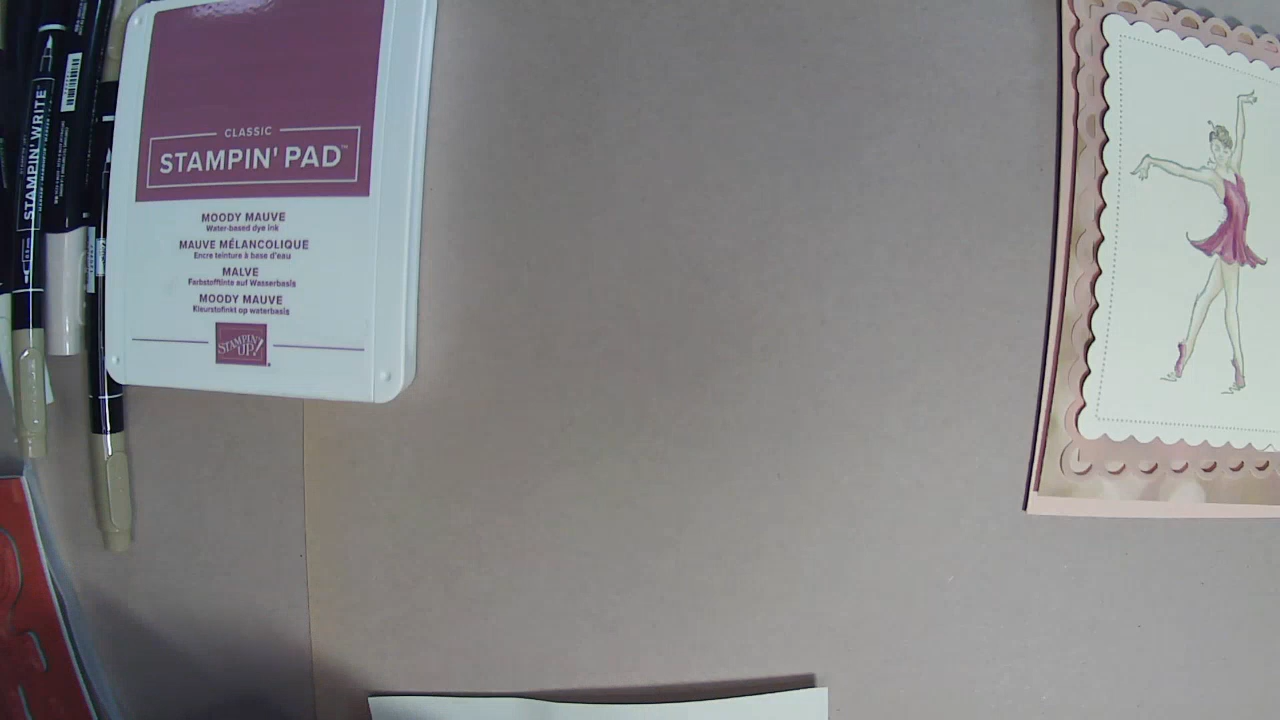 STAMPIN' WRITE
CLASSIC
STAMPIN' PAD™
MOODY MAUVE
Water-based dye ink
MAUVE MÉLANCOLIQUE
Encre teinture à base d'eau
MALVE
Farbstofftinte auf Wasserbasis
MOODY MAUVE
Kleurstofinkt op waterbasis
STAMPIN' UP!®